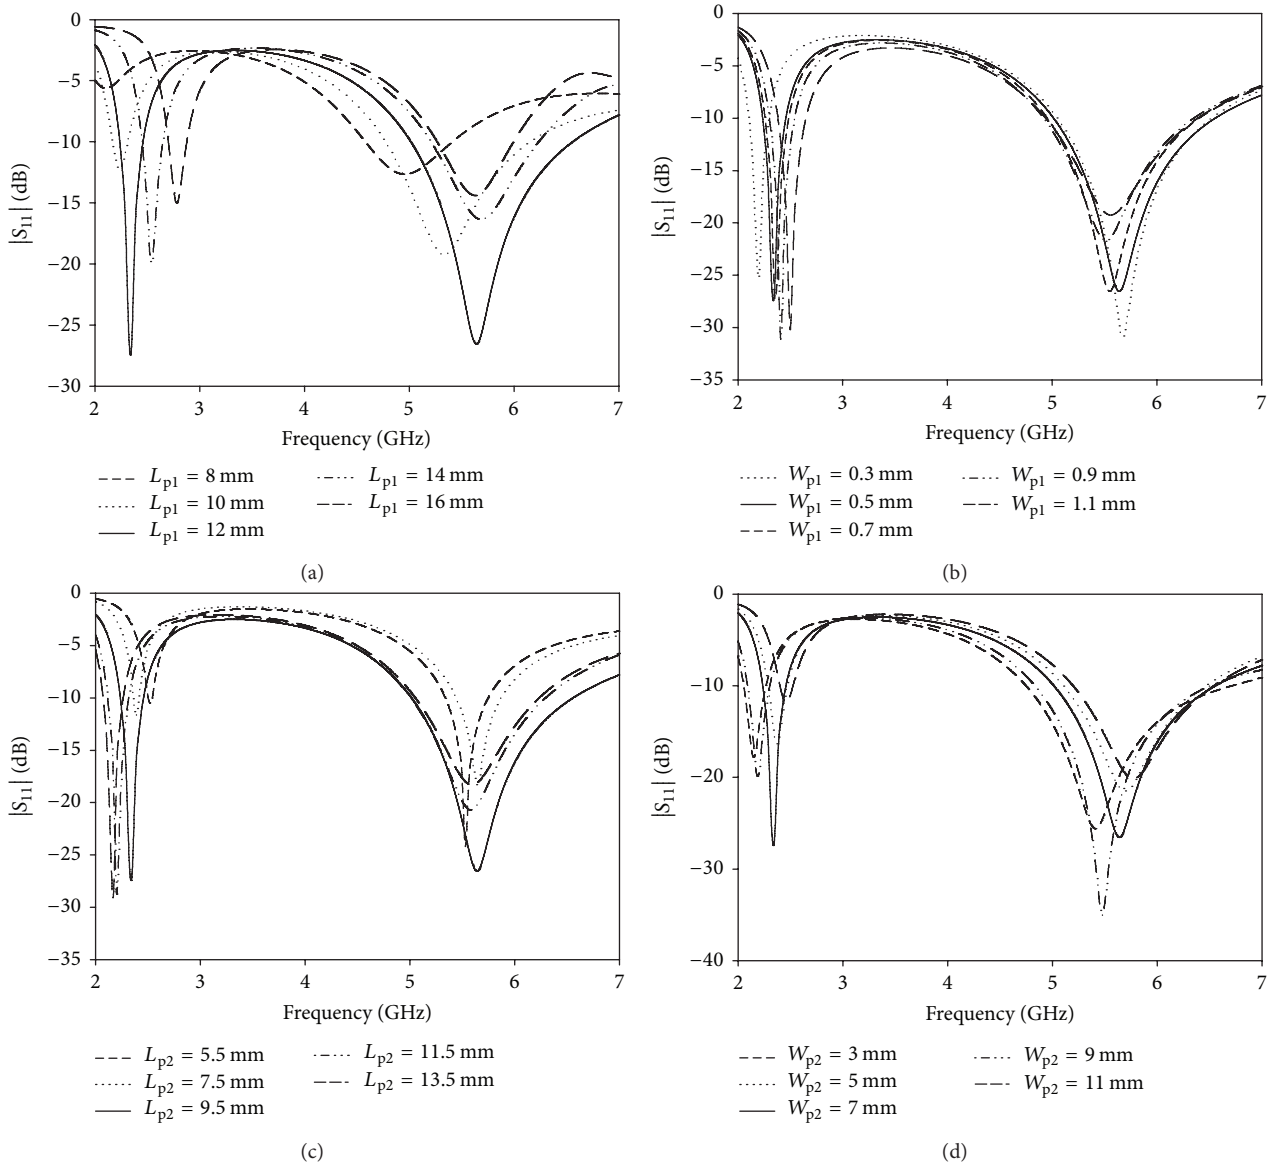 0
−5
−10
−15
−20
−25
−30
|S11| (dB)
2 3 4 5 6 7
Frequency (GHz)
Lp1 = 8 mm
Lp1 = 10 mm
Lp1 = 12 mm
Lp1 = 14 mm
Lp1 = 16 mm
(a)
0
−5
−10
−15
−20
−25
−30
−35
|S11| (dB)
2 3 4 5 6 7
Frequency (GHz)
Wp1 = 0.3 mm
Wp1 = 0.5 mm
Wp1 = 0.7 mm
Wp1 = 0.9 mm
Wp1 = 1.1 mm
(b)
0
−5
−10
−15
−20
−25
−30
−35
|S11| (dB)
2 3 4 5 6 7
Frequency (GHz)
Lp2 = 5.5 mm
Lp2 = 7.5 mm
Lp2 = 9.5 mm
Lp2 = 11.5 mm
Lp2 = 13.5 mm
(c)
0
−10
−20
−30
−40
|S11| (dB)
2 3 4 5 6 7
Frequency (GHz)
Wp2 = 3 mm
Wp2 = 5 mm
Wp2 = 7 mm
Wp2 = 9 mm
Wp2 = 11 mm
(d)